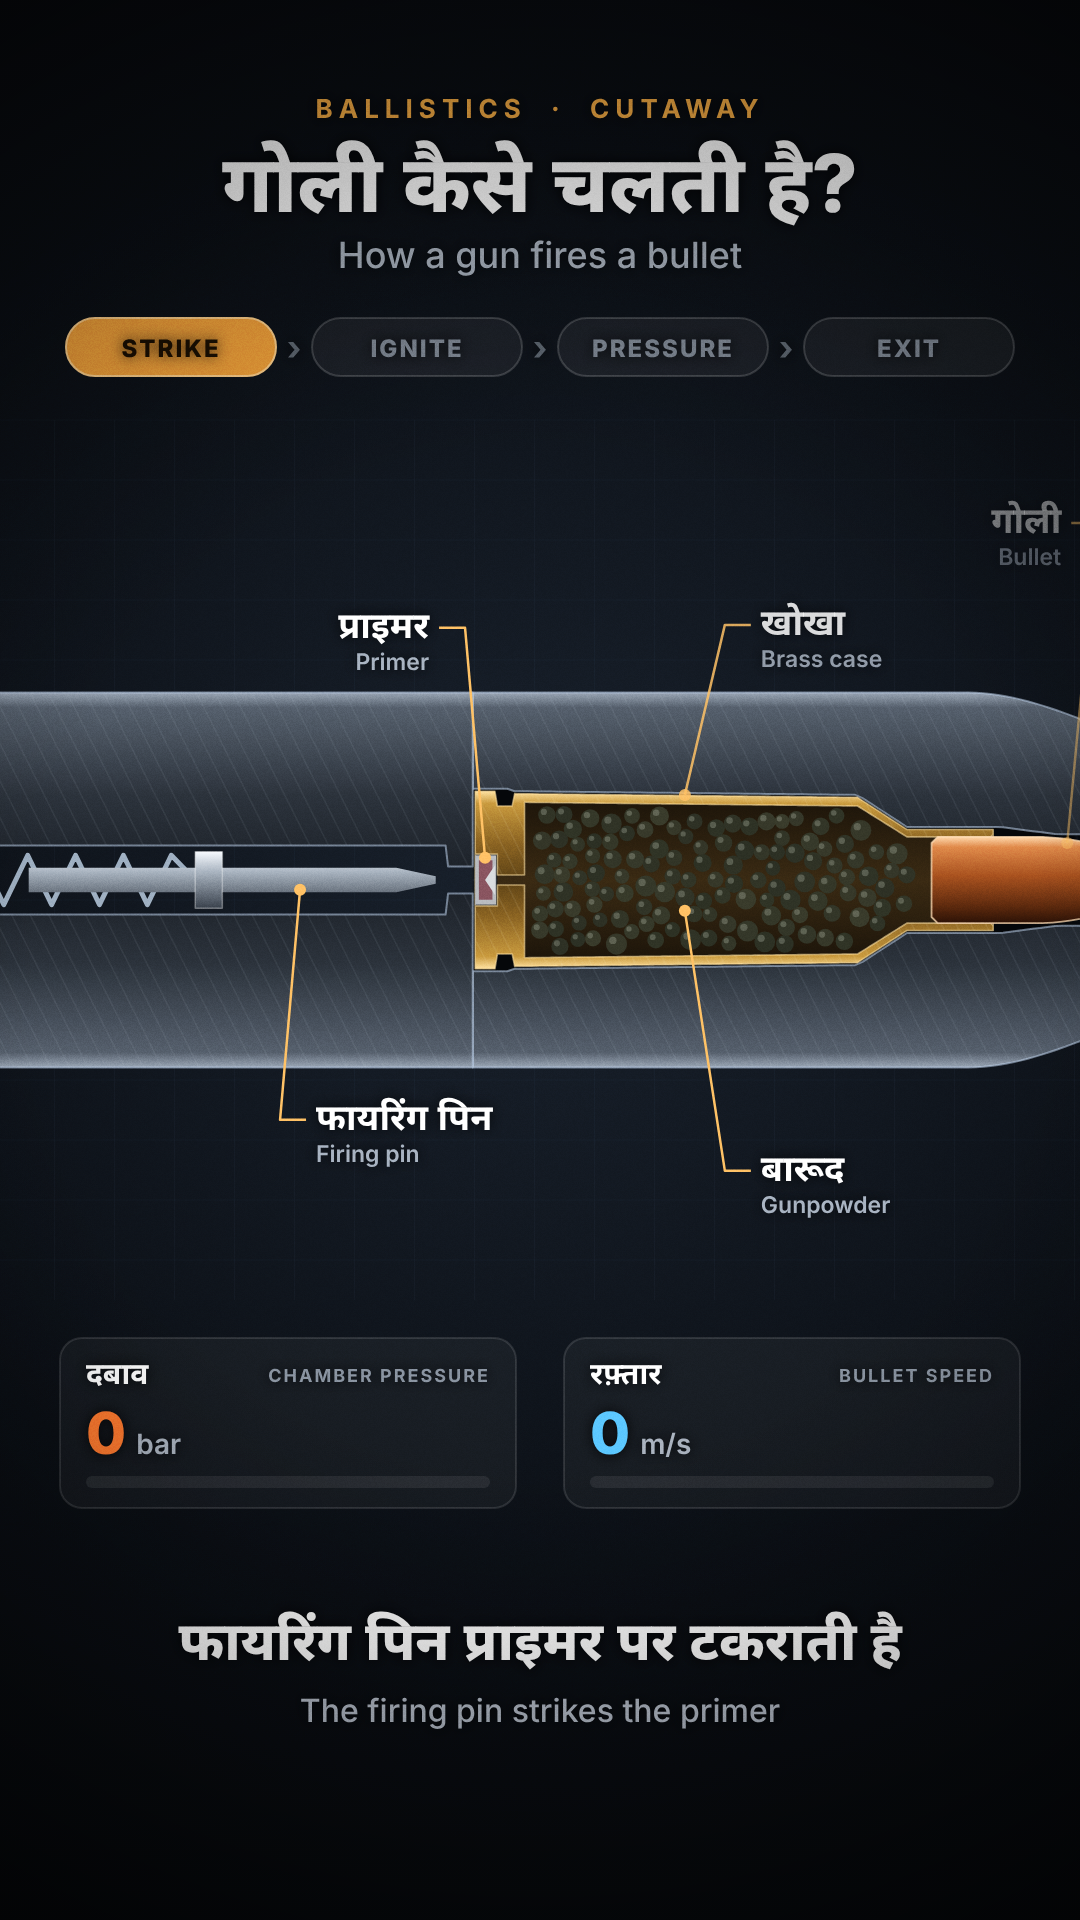 BALLISTICS · CUTAWAY
गोली कैसे चलती है?
How a gun fires a bullet
STRIKE › IGNITE › PRESSURE › EXIT
गोली
Bullet
प्राइमर
Primer
खोखा
Brass case
फायरिंग पिन
Firing pin
बारूद
Gunpowder
दबाव CHAMBER PRESSURE
0 bar
रफ़्तार BULLET SPEED
0 m/s
फायरिंग पिन प्राइमर पर टकराती है
The firing pin strikes the primer